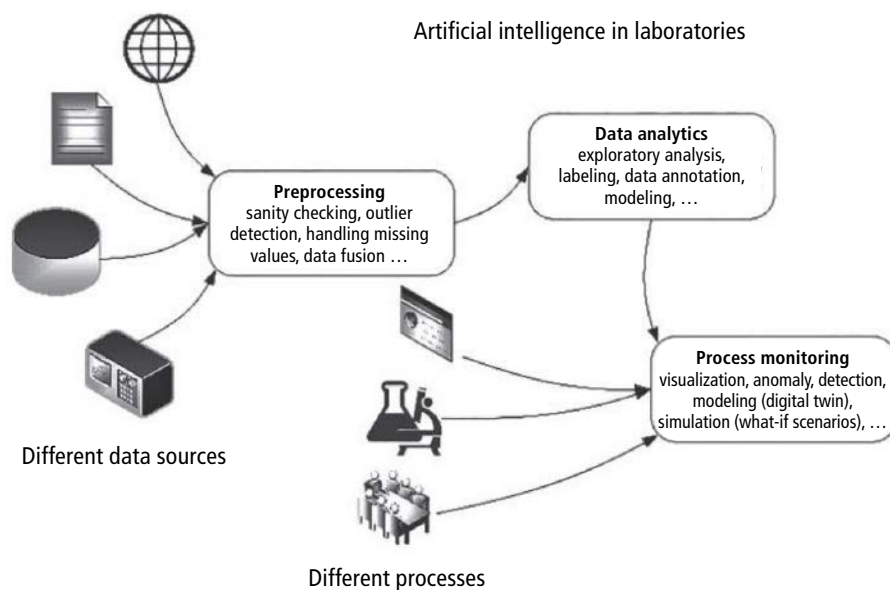 Artificial intelligence in laboratories
Data analytics
exploratory analysis,
labeling, data annotation,
modeling, …
Preprocessing
sanity checking, outlier
detection, handling missing
values, data fusion …
Process monitoring
visualization, anomaly, detection,
modeling (digital twin),
simulation (what-if scenarios), …
Different data sources
Different processes